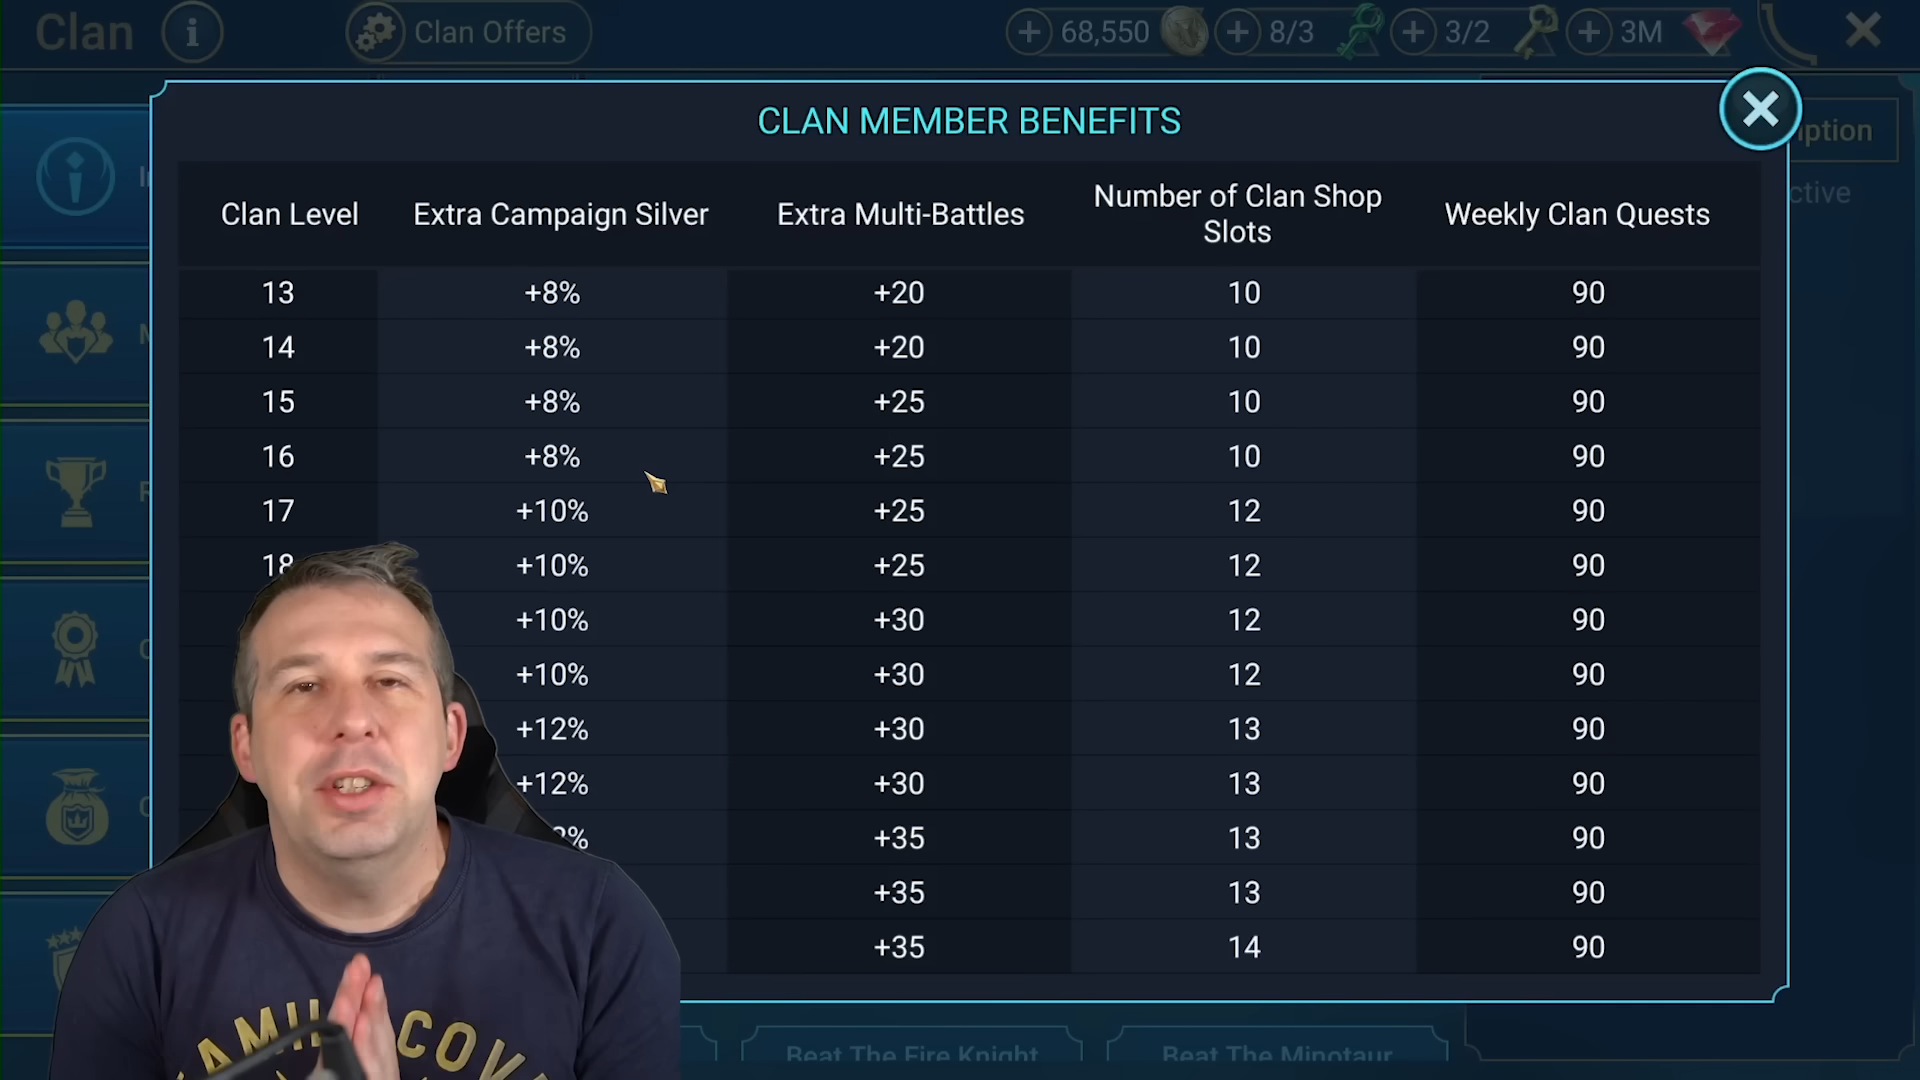 Clan
i
Clan Offers
68,550
8/3
3/2
3M
CLAN MEMBER BENEFITS
Clan Level Extra Campaign Silver Extra Multi-Battles Number of Clan Shop Slots Weekly Clan Quests
13 +8% +20 10 90
14 +8% +20 10 90
15 +8% +25 10 90
16 +8% +25 10 90
17 +10% +25 12 90
18 +10% +25 12 90
+10% +30 12 90
+10% +30 12 90
+12% +30 13 90
+12% +30 13 90
+35 13 90
+35 13 90
+35 14 90
Beat The Fire Knight
Beat The Minotaur